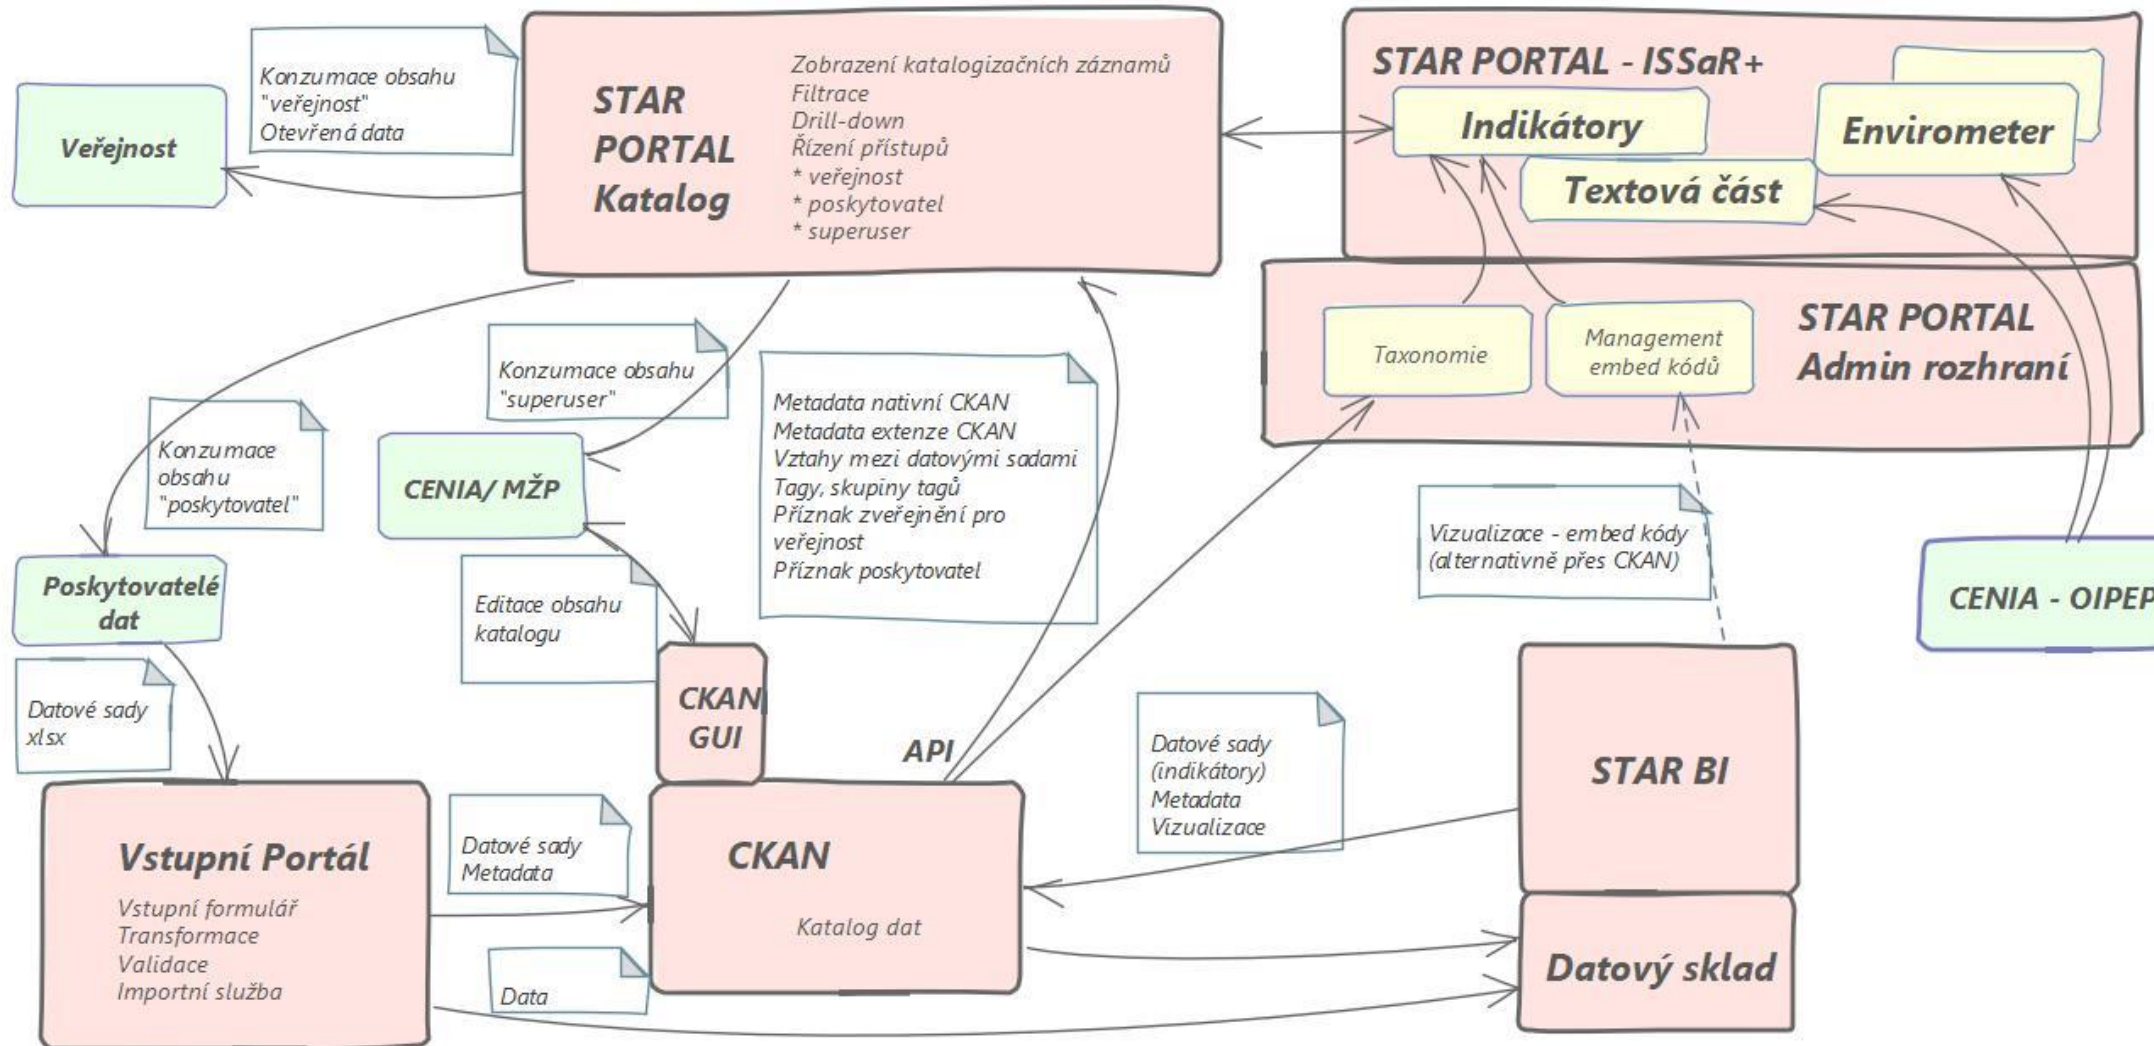 Veřejnost
Konzumace obsahu
"veřejnost"
Otevřená data
STAR
PORTAL
Katalog
Zobrazení katalogizačních záznamů
Filtrace
Drill-down
Řízení přístupů
* veřejnost
* poskytovatel
* superuser
STAR PORTAL - ISSaR+
Indikátory
Envirometer
Textová část
STAR PORTAL
Admin rozhraní
Taxonomie
Management
embed kódů
Konzumace
obsahu
"poskytovatel"
Konzumace obsahu
"superuser"
CENIA/ MŽP
Metadata nativní CKAN
Metadata extenze CKAN
Vztahy mezi datovými sadami
Tagy, skupiny tagů
Příznak zveřejnění pro
veřejnost
Příznak poskytovatel
Vizualizace - embed kódy
(alternativně přes CKAN)
CENIA - OIPEP
Poskytovatelé
dat
Editace obsahu
katalogu
Datové sady
xlsx
CKAN
GUI
API
Datové sady
(indikátory)
Metadata
Vizualizace
STAR BI
Vstupní Portál
Vstupní formulář
Transformace
Validace
Importní služba
Datové sady
Metadata
Data
CKAN
Katalog dat
Datový sklad